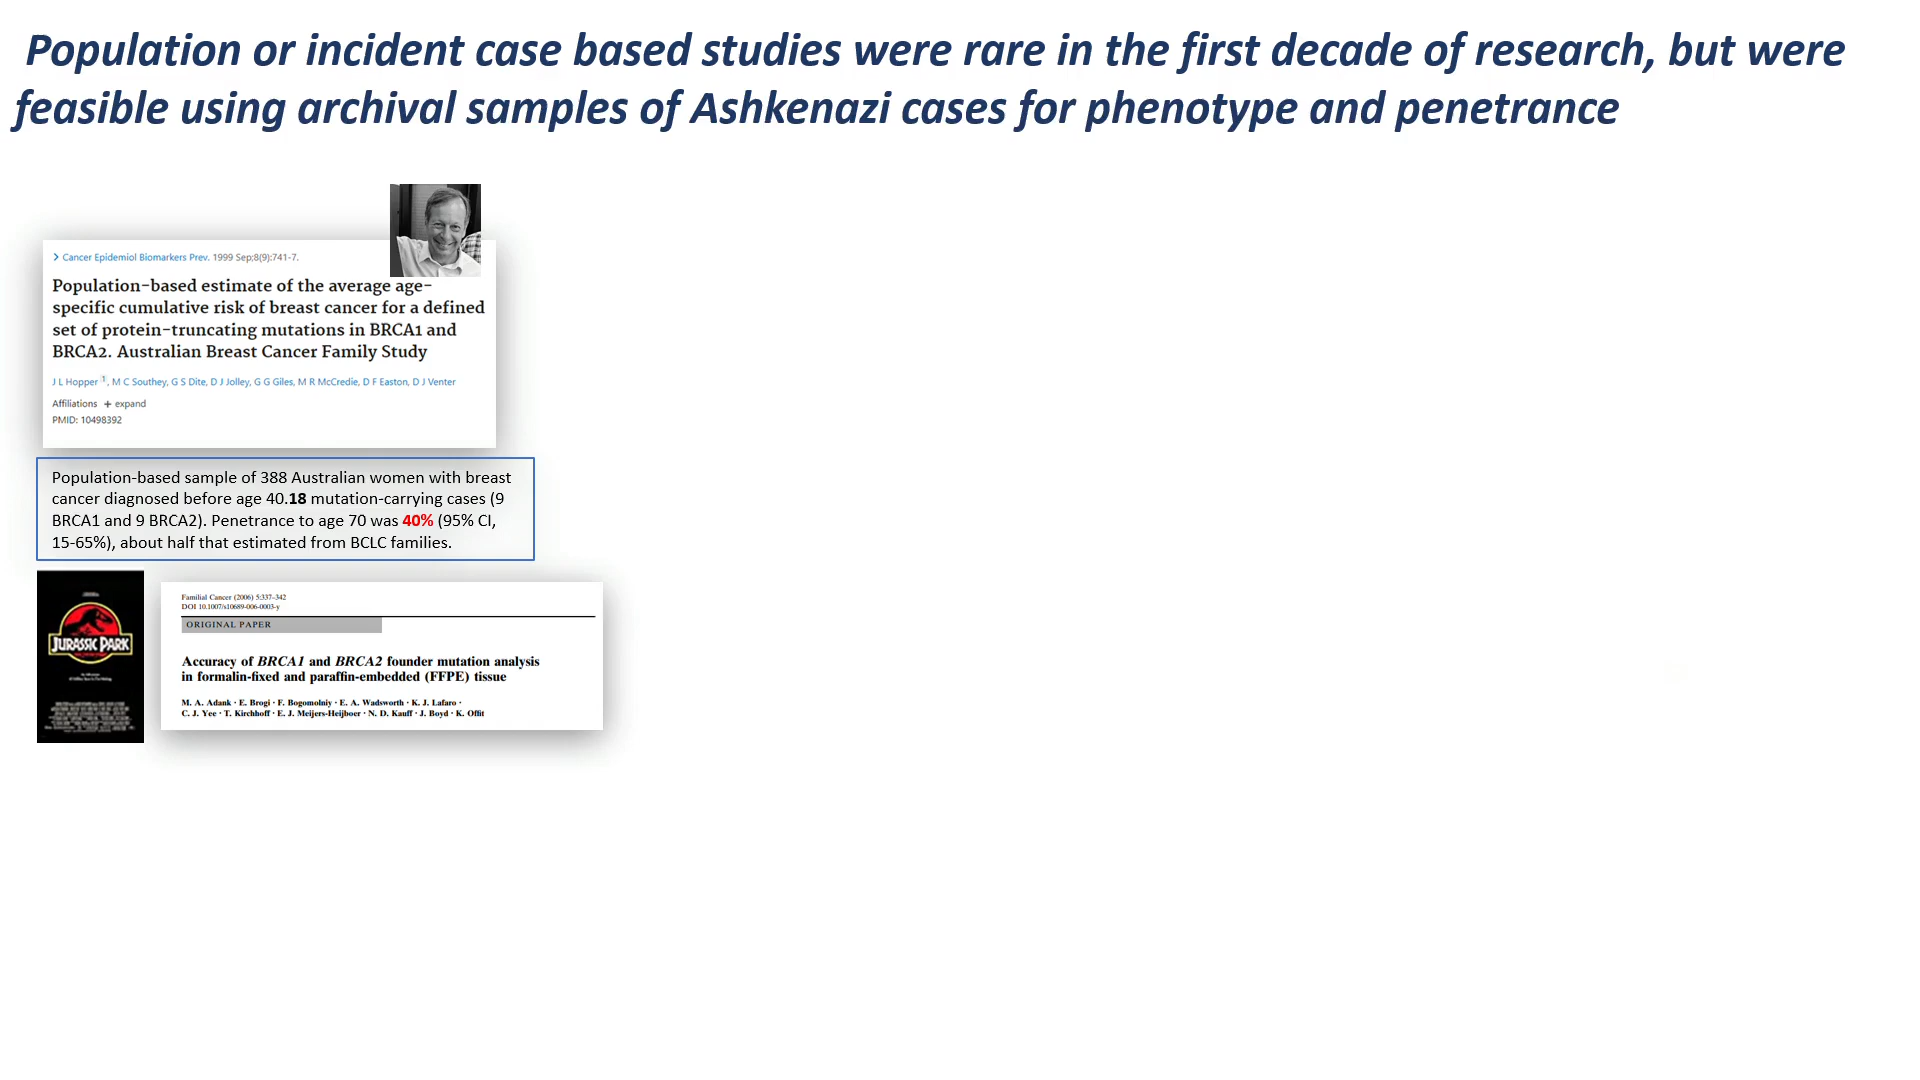 Population or incident case based studies were rare in the first decade of research, but were
feasible using archival samples of Ashkenazi cases for phenotype and penetrance
> Cancer Epidemiol Biomarkers Prev. 1999 Sep;8(9):741-7.
Population-based estimate of the average age-
specific cumulative risk of breast cancer for a defined
set of protein-truncating mutations in BRCA1 and
BRCA2. Australian Breast Cancer Family Study
J L Hopper 1, M C Southey, G S Dite, D J Jolley, G G Giles, M R McCredie, D F Easton, D J Venter
Affiliations + expand
PMID: 10498392
Population-based sample of 388 Australian women with breast
cancer diagnosed before age 40.18 mutation-carrying cases (9
BRCA1 and 9 BRCA2). Penetrance to age 70 was 40% (95% CI,
15-65%), about half that estimated from BCLC families.
JURASSIC PARK
Familial Cancer (2006) 5:337–342
DOI 10.1007/s10689-006-0003-y
ORIGINAL PAPER
Accuracy of BRCA1 and BRCA2 founder mutation analysis
in formalin-fixed and paraffin-embedded (FFPE) tissue
M. A. Adank · E. Brogi · F. Bogomolniy · E. A. Wadsworth · K. J. Lafaro ·
C. J. Yee · T. Kirchhoff · E. J. Meijers-Heijboer · N. D. Kauff · J. Boyd · K. Offit